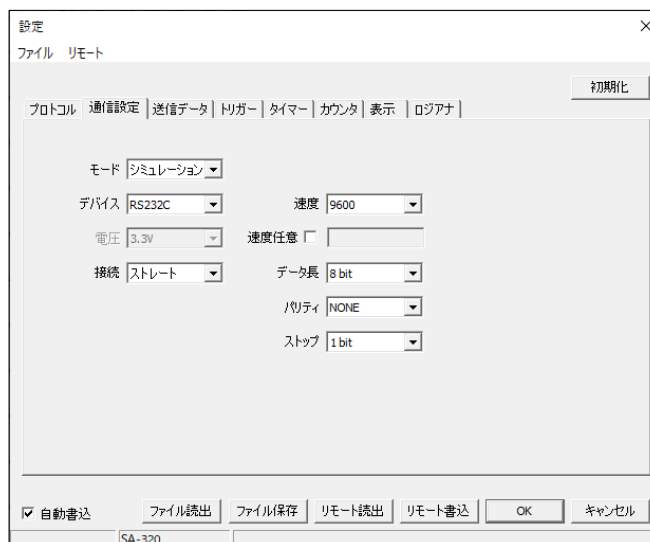 設定
ファイル リモート
初期化
プロトコル 通信設定 送信データ トリガー タイマー カウンタ 表示 ロジアナ
モード シミュレーション
デバイス RS232C 速度 9600
電圧 3.3V 速度任意
接続 ストレート データ長 8 bit
パリティ NONE
ストップ 1 bit
自動書込 ファイル読出 ファイル保存 リモート読出 リモート書込 OK キャンセル
SA-320